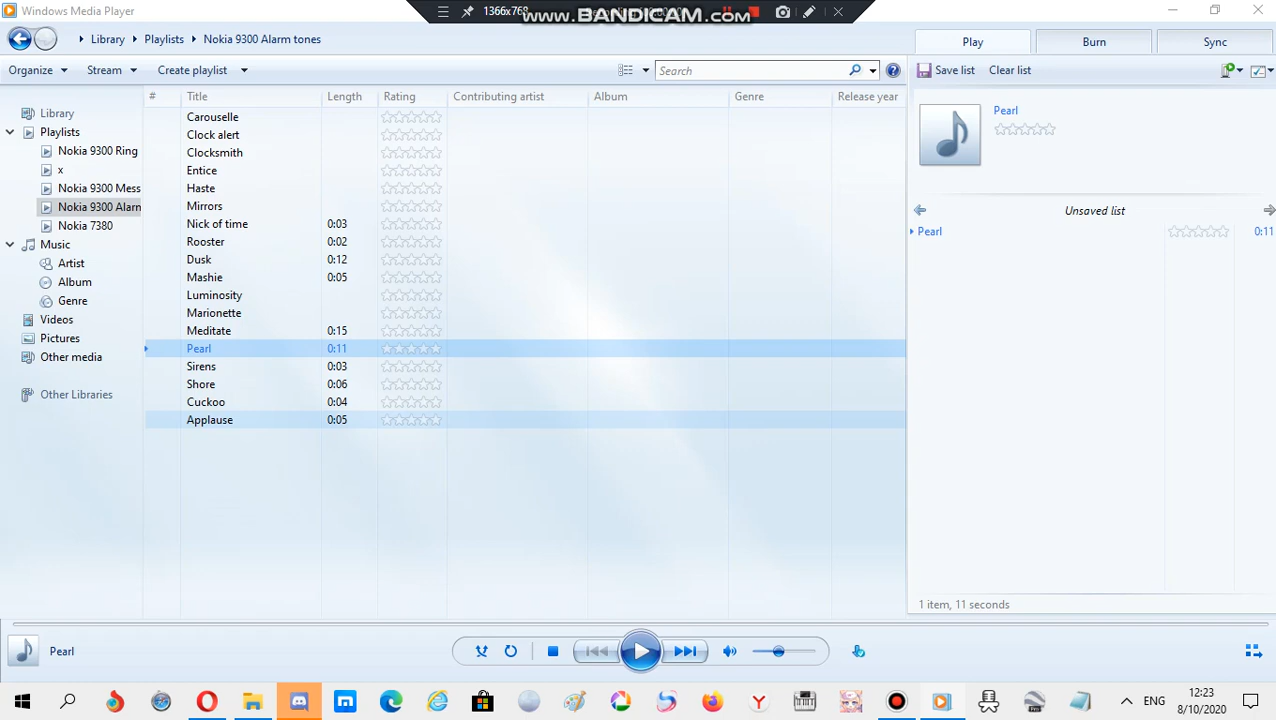 Windows Media Player
1366x768
www.BANDICAM.com
Library
Playlists
Nokia 9300 Alarm tones
Play
Burn
Sync
Organize
Stream
Create playlist
Search
Save list
Clear list
#
Title
Length
Rating
Contributing artist
Album
Genre
Release year
Library
Playlists
Nokia 9300 Ring
x
Nokia 9300 Mess
Nokia 9300 Alarn
Nokia 7380
Music
Artist
Album
Genre
Videos
Pictures
Other media
Other Libraries
Carouselle
Clock alert
Clocksmith
Entice
Haste
Mirrors
Nick of time 0:03
Rooster 0:02
Dusk 0:12
Mashie 0:05
Luminosity
Marionette
Meditate 0:15
Pearl 0:11
Sirens 0:03
Shore 0:06
Cuckoo 0:04
Applause 0:05
Pearl
Unsaved list
Pearl 0:11
1 item, 11 seconds
Pearl
ENG
12:23
8/10/2020